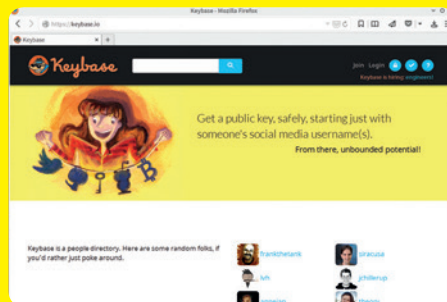 Keybase - Mozilla Firefox
https://keybase.io
Keybase
Keybase
Join Login
Keybase is hiring engineers!
Get a public key, safely, starting just with
someone's social media username(s).
From there, unbounded potential!
Keybase is a people directory. Here are some random folks, if
you'd rather just poke around.
frankthetank
siracusa
lvh
jchillerup